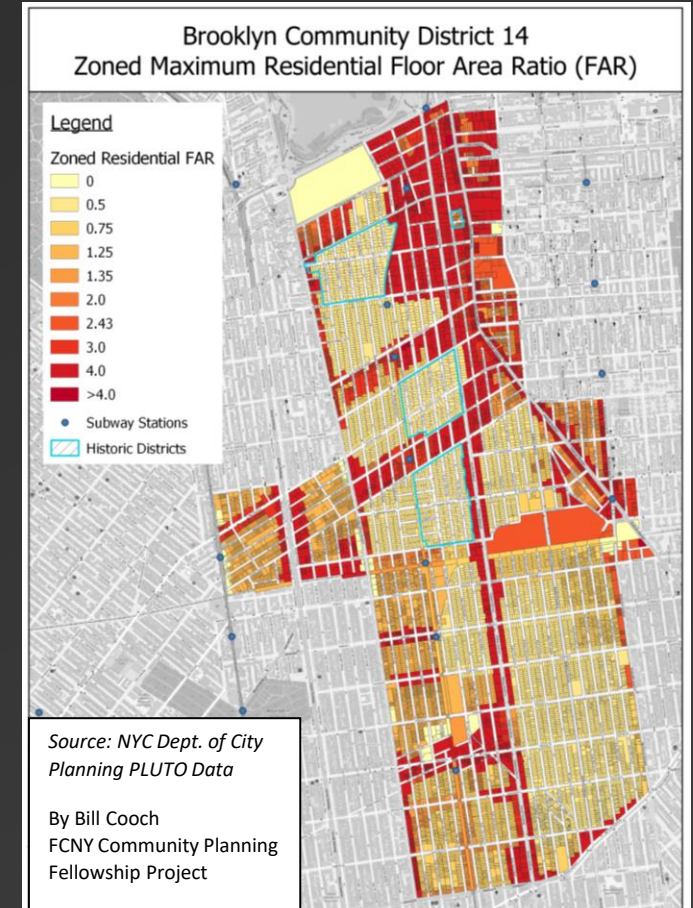 Brooklyn Community District 14
Zoned Maximum Residential Floor Area Ratio (FAR)
Legend
Zoned Residential FAR
0
0.5
0.75
1.25
1.35
2.0
2.43
3.0
4.0
>4.0
Subway Stations
Historic Districts
Source: NYC Dept. of City
Planning PLUTO Data
By Bill Cooch
FCNY Community Planning
Fellowship Project